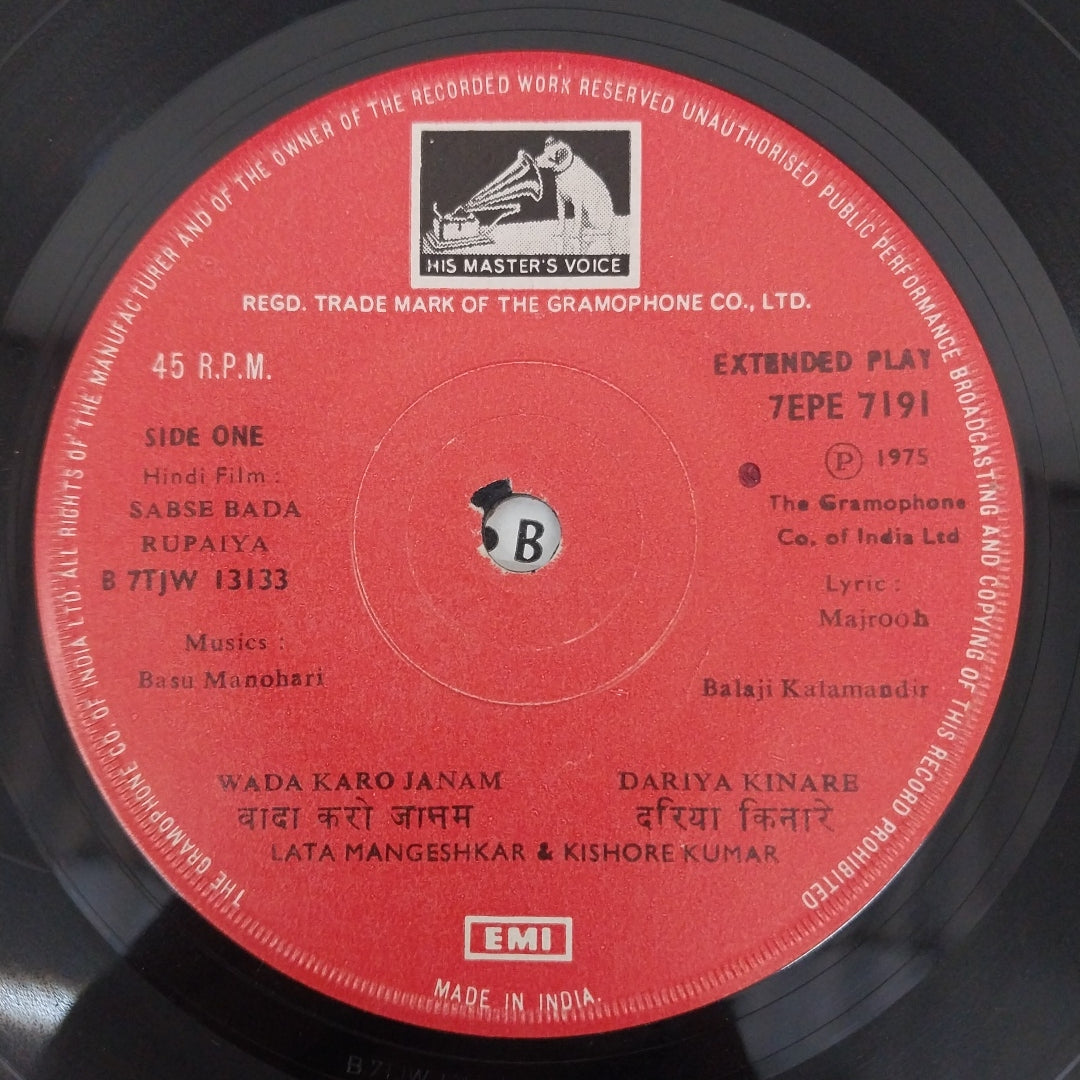 THE GRAMOPHONE CO. OF INDIA LTD. ALL RIGHTS OF THE MANUFACTURER AND OF THE OWNER OF THE RECORDED WORK RESERVED UNAUTHORISED PUBLIC PERFORMANCE BROADCASTING AND COPYING OF THIS RECORD PROHIBITED
HIS MASTER'S VOICE
REGD. TRADE MARK OF THE GRAMOPHONE CO., LTD.
45 R.P.M.
EXTENDED PLAY
7EPE 7191
SIDE ONE
Ⓟ 1975
Hindi Film :
SABSE BADA
RUPAIYA
The Gramophone
Co. of India Ltd
B
B 7TJW 13133
Lyric :
Majrooh
Musics :
Basu Manohari
Balaji Kalamandir
WADA KARO JANAM
DARIYA KINARE
वादा करो जानम
दरिया किनारे
LATA MANGESHKAR & KISHORE KUMAR
EMI
MADE IN INDIA.